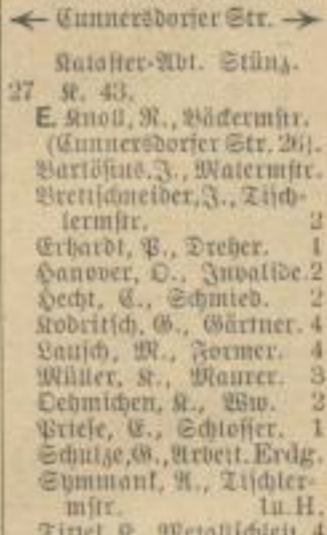 ← Cunnersdorfer Str. →
Kataster-Abt. Stünz.
27 K. 43.
E. Knoll, R., Bäckermstr.
(Cunnersdorfer Str. 26).
Bartösius, J., Malermstr.
Brettschneider, J., Tisch-
lermstr. 2
Erhardt, P., Dreher. 1
Hanover, O., Invalide. 2
Hecht, E., Schmied. 2
Kodritsch, G., Gärtner. 4
Lausch, M., Former. 4
Müller, K., Maurer. 3
Oehmichen, K., Ww. 2
Priese, E., Schlosser. 1
Schulze, G., Arbeit. Erdg.
Symmank, A., Tischler-
mstr. 1u.H.